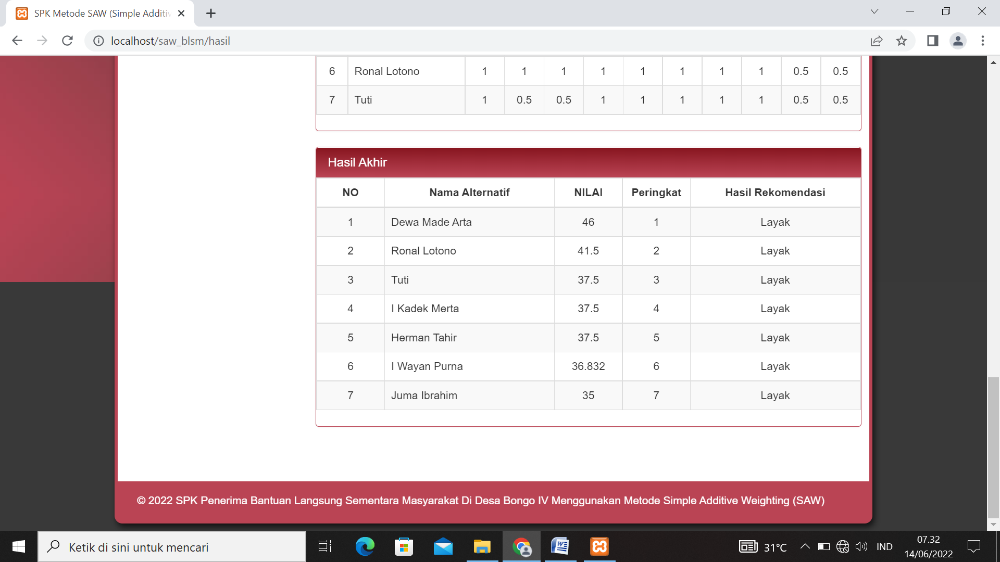 SPK Metode SAW (Simple Additiv
localhost/saw_blsm/hasil
6 Ronal Lotono 1 1 1 1 1 1 1 1 0.5 0.5
7 Tuti 1 0.5 0.5 1 1 1 1 1 0.5 0.5
Hasil Akhir
NO Nama Alternatif NILAI Peringkat Hasil Rekomendasi
1 Dewa Made Arta 46 1 Layak
2 Ronal Lotono 41.5 2 Layak
3 Tuti 37.5 3 Layak
4 I Kadek Merta 37.5 4 Layak
5 Herman Tahir 37.5 5 Layak
6 I Wayan Purna 36.832 6 Layak
7 Juma Ibrahim 35 7 Layak
© 2022 SPK Penerima Bantuan Langsung Sementara Masyarakat Di Desa Bongo IV Menggunakan Metode Simple Additive Weighting (SAW)
Ketik di sini untuk mencari
31°C IND 07.32
14/06/2022